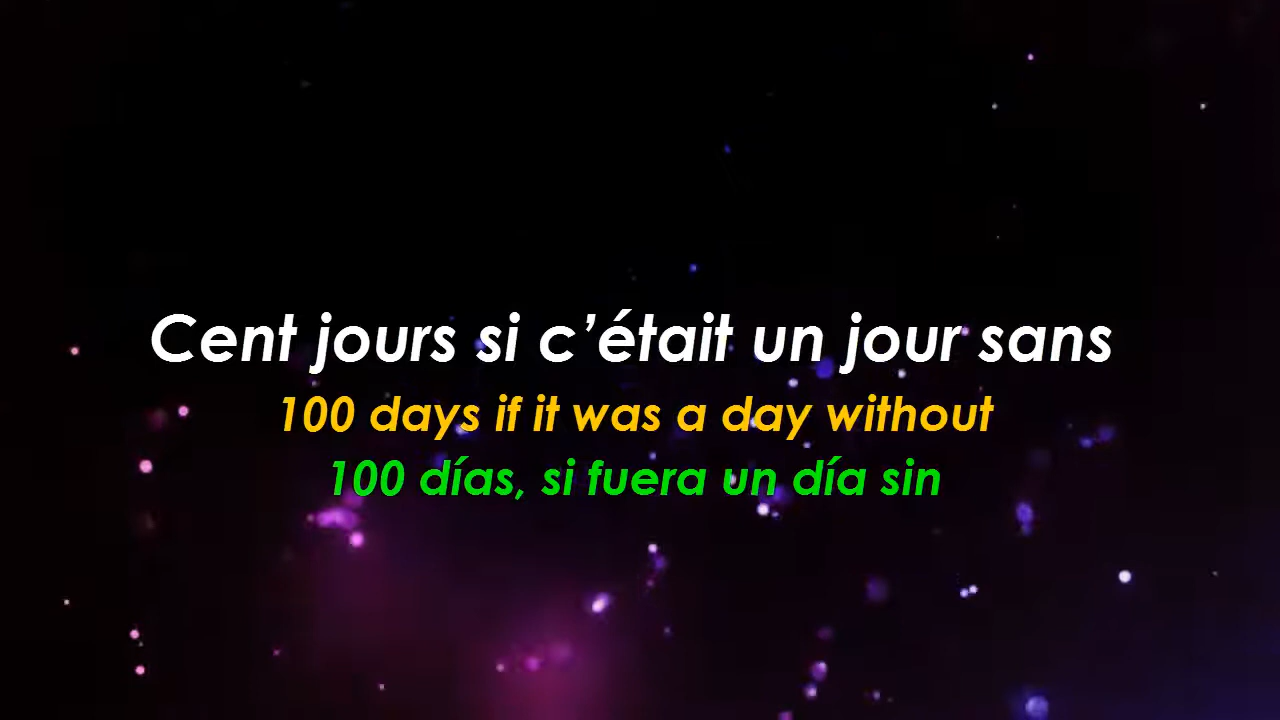 Cent jours si c’était un jour sans
100 days if it was a day without
100 días, si fuera un día sin